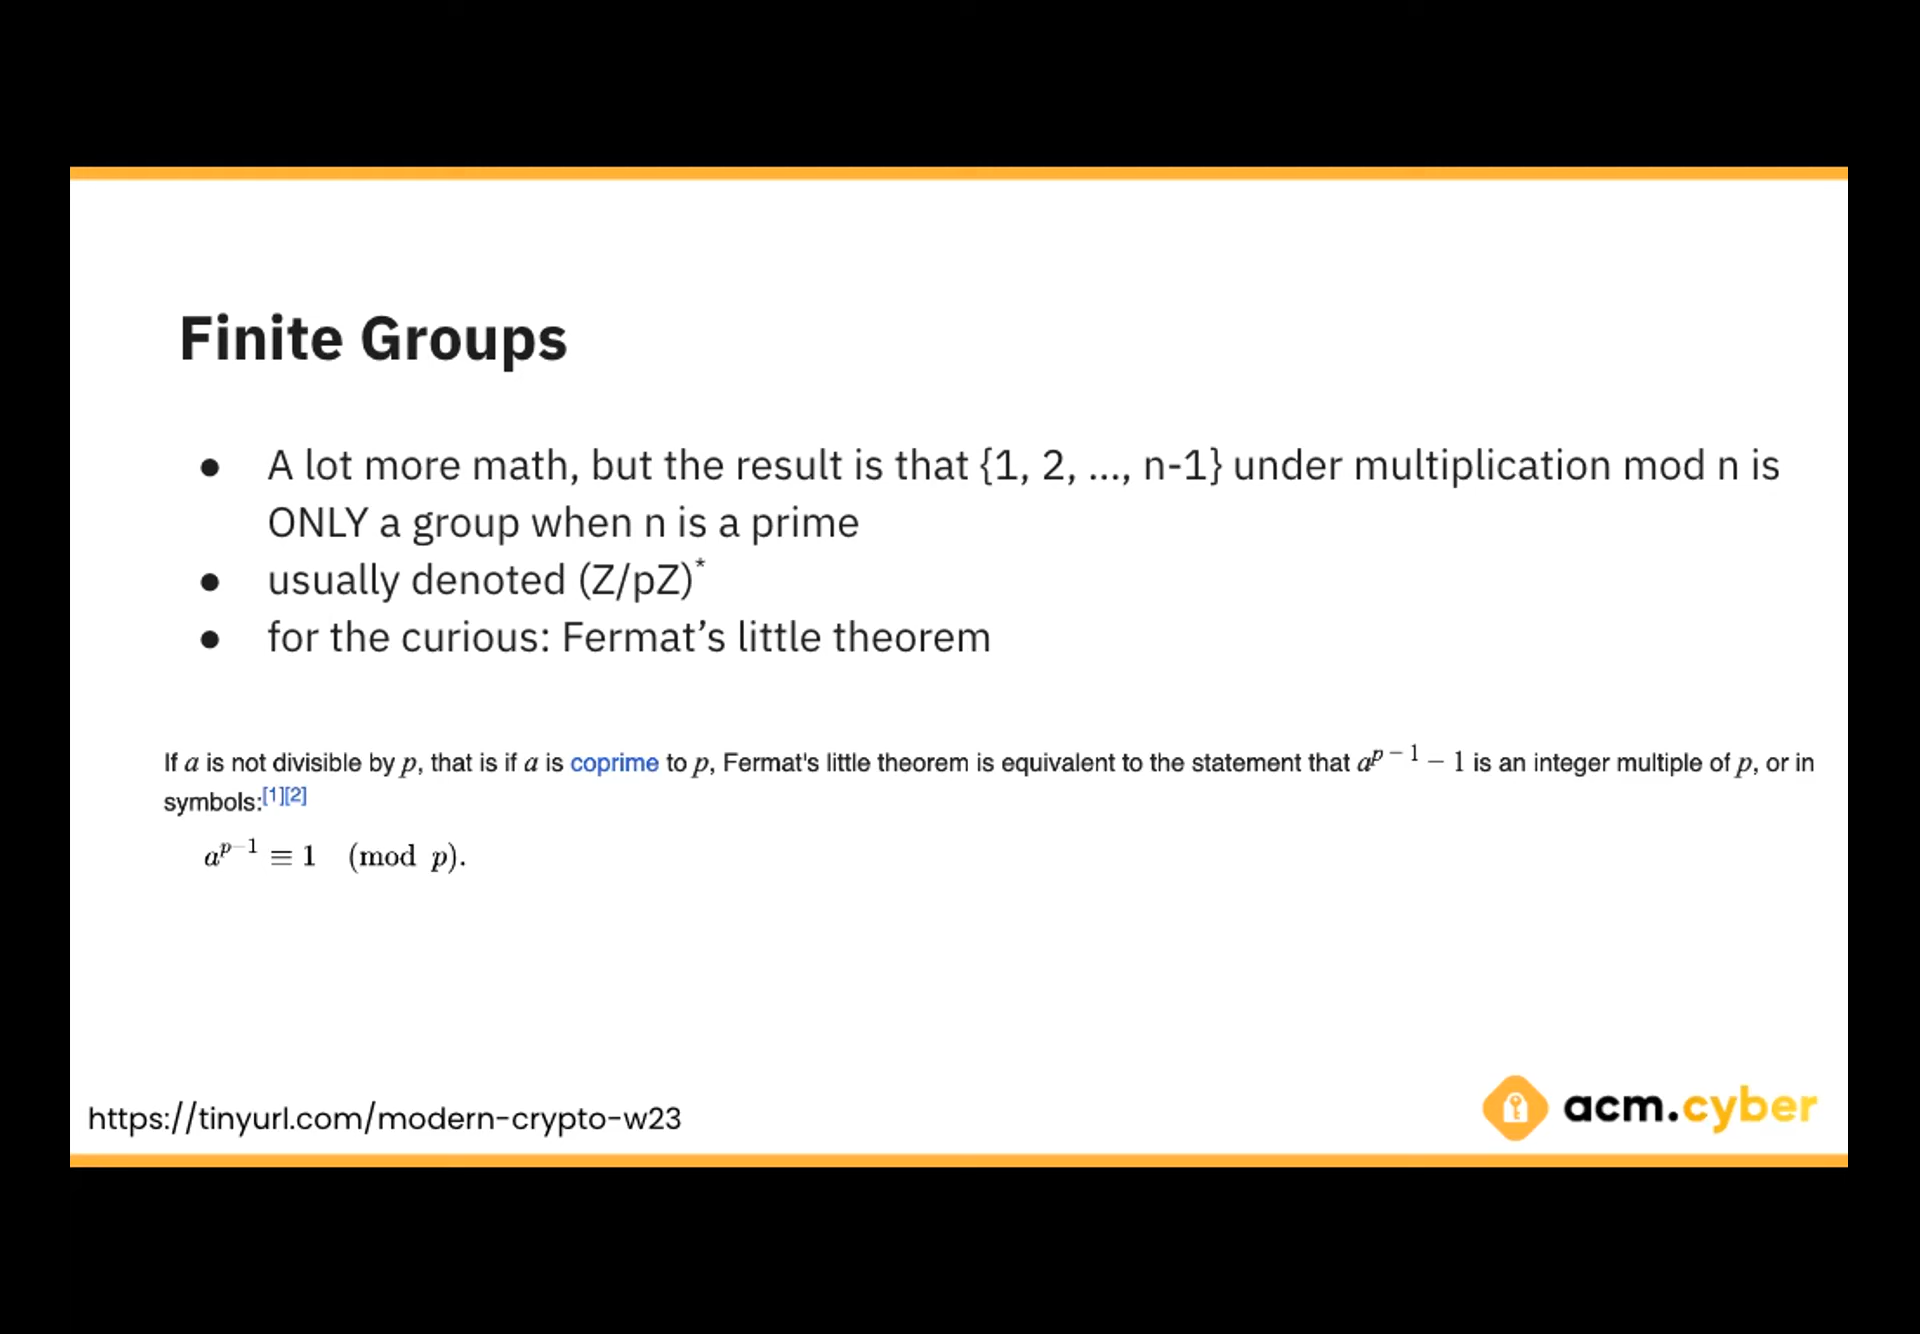 Finite Groups
● A lot more math, but the result is that {1, 2, ..., n-1} under multiplication mod n is
ONLY a group when n is a prime
● usually denoted (Z/pZ)*
● for the curious: Fermat’s little theorem
If a is not divisible by p, that is if a is coprime to p, Fermat's little theorem is equivalent to the statement that a^{p − 1} − 1 is an integer multiple of p, or in
symbols:[1][2]
a^{p−1} ≡ 1 (mod p).
https://tinyurl.com/modern-crypto-w23
acm.cyber